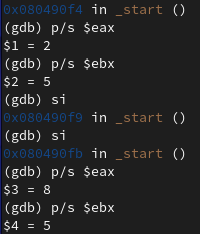 0x080490f4 in _start ()
(gdb) p/s $eax
$1 = 2
(gdb) p/s $ebx
$2 = 5
(gdb) si
0x080490f9 in _start ()
(gdb) si
0x080490fb in _start ()
(gdb) p/s $eax
$3 = 8
(gdb) p/s $ebx
$4 = 5